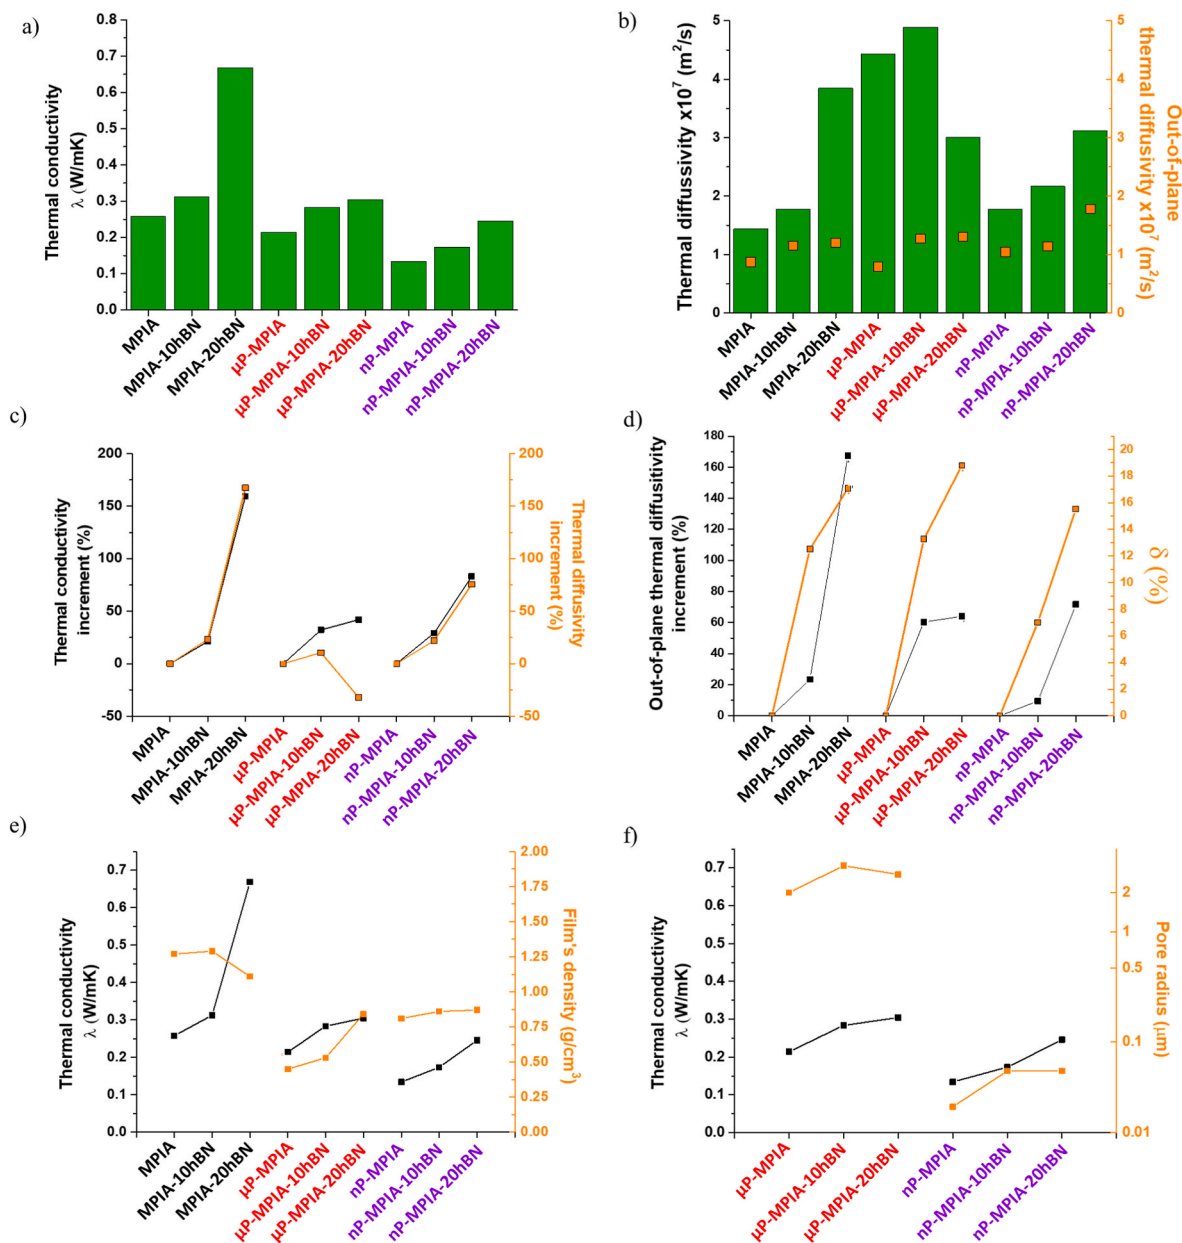 a)
Thermal conductivity
λ (W/mK)
0.8
0.7
0.6
0.5
0.4
0.3
0.2
0.1
0.0
MPIA
MPIA-10hBN
MPIA-20hBN
µP-MPIA
µP-MPIA-10hBN
µP-MPIA-20hBN
nP-MPIA
nP-MPIA-10hBN
nP-MPIA-20hBN
b)
Thermal diffussivity x10⁷ (m²/s)
5
4
3
2
1
0
5
4
3
2
1
0
Out-of-plane
thermal diffusivity x10⁷ (m²/s)
MPIA
MPIA-10hBN
MPIA-20hBN
µP-MPIA
µP-MPIA-10hBN
µP-MPIA-20hBN
nP-MPIA
nP-MPIA-10hBN
nP-MPIA-20hBN
c)
Thermal conductivity
increment (%)
200
150
100
50
0
-50
200
150
100
50
0
-50
Thermal diffusivity
increment (%)
MPIA
MPIA-10hBN
MPIA-20hBN
µP-MPIA
µP-MPIA-10hBN
µP-MPIA-20hBN
nP-MPIA
nP-MPIA-10hBN
nP-MPIA-20hBN
d)
Out-of-plane thermal diffusitivity
increment (%)
180
160
140
120
100
80
60
40
20
0
20
18
16
14
12
10
8
6
4
2
0
δ (%)
MPIA
MPIA-10hBN
MPIA-20hBN
µP-MPIA
µP-MPIA-10hBN
µP-MPIA-20hBN
nP-MPIA
nP-MPIA-10hBN
nP-MPIA-20hBN
e)
Thermal conductivity
λ (W/mK)
0.7
0.6
0.5
0.4
0.3
0.2
0.1
0.0
2.00
1.75
1.50
1.25
1.00
0.75
0.50
0.25
0.00
Film's density (g/cm³)
MPIA
MPIA-10hBN
MPIA-20hBN
µP-MPIA
µP-MPIA-10hBN
µP-MPIA-20hBN
nP-MPIA
nP-MPIA-10hBN
nP-MPIA-20hBN
f)
Thermal conductivity
λ (W/mK)
0.7
0.6
0.5
0.4
0.3
0.2
0.1
0.0
2
1
0.5
0.1
0.01
Pore radius (µm)
µP-MPIA
µP-MPIA-10hBN
µP-MPIA-20hBN
nP-MPIA
nP-MPIA-10hBN
nP-MPIA-20hBN